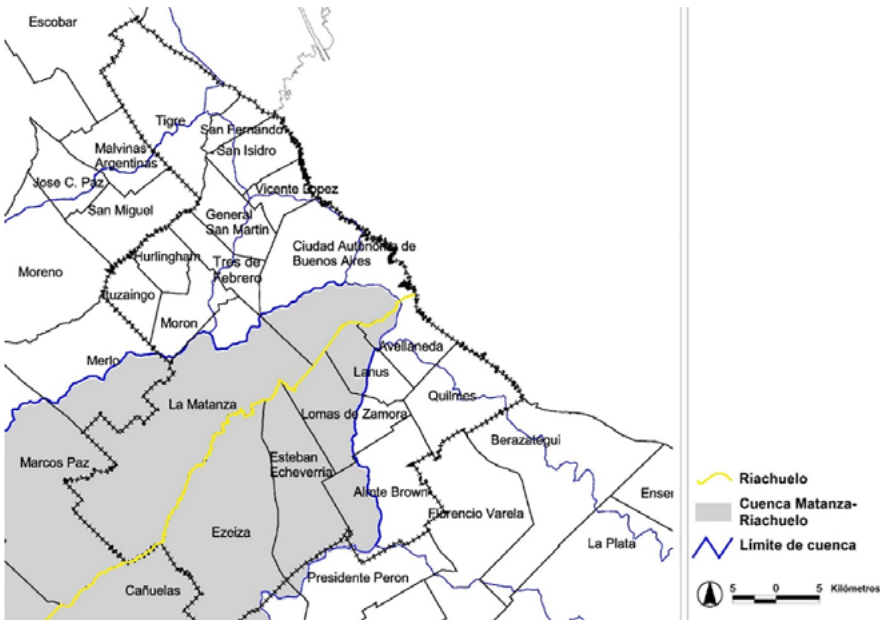 Escobar
Tigre
San Fernando
San Isidro
Malvinas
Argentinas
Jose C. Paz
Vicente Lopez
San Miguel
General
San Martin
Ciudad Autónoma de
Buenos Aires
Hurlingham
Tres de
Febrero
Moreno
Ituzaingo
Moron
Avellaneda
Merlo
Lanus
Quilmes
La Matanza
Lomas de Zamora
Berazategui
Marcos Paz
Esteban
Echeverria
Almte Brown
Ensen
Florencio Varela
Ezeiza
La Plata
Presidente Peron
Cañuelas
Riachuelo
Cuenca Matanza-
Riachuelo
Límite de cuenca
5 0 5 Kilómetros